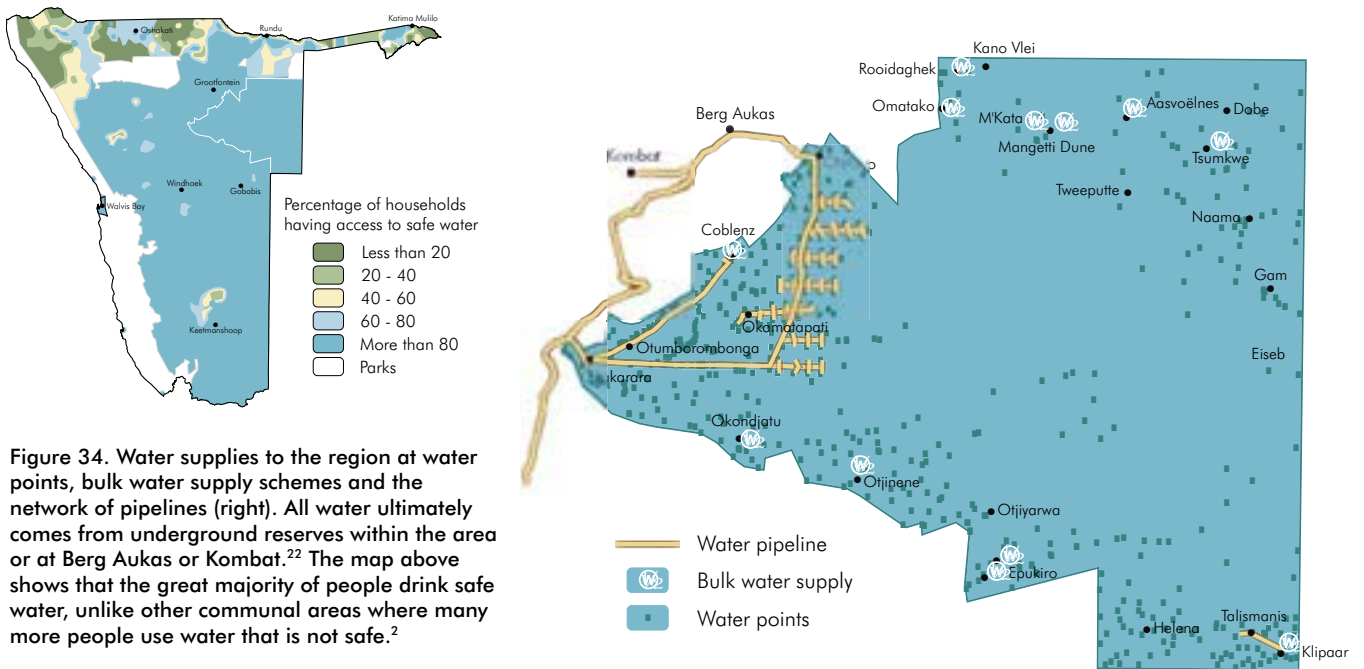 Oshakati
Rundu
Katima Mulilo
Grootfontein
Windhoek
Gobabis
Walvis Bay
Keetmanshoop
Percentage of households
having access to safe water
Less than 20
20 - 40
40 - 60
60 - 80
More than 80
Parks
Figure 34. Water supplies to the region at water
points, bulk water supply schemes and the
network of pipelines (right). All water ultimately
comes from underground reserves within the area
or at Berg Aukas or Kombat.22 The map above
shows that the great majority of people drink safe
water, unlike other communal areas where many
more people use water that is not safe.2
Kano Vlei
Rooidaghek
Omatako
M'Kata
Mangetti Dune
Aasvoëlnes
Dobe
Tsumkwe
Berg Aukas
Kombat
Tweeputte
Naama
Coblenz
Gam
Okamatapati
Otumborombonga
Eiseb
ukarara
Okondjatu
Otjinene
Otjiyarwa
Epukiro
Helena
Talismanis
Klipaar
Water pipeline
Bulk water supply
Water points